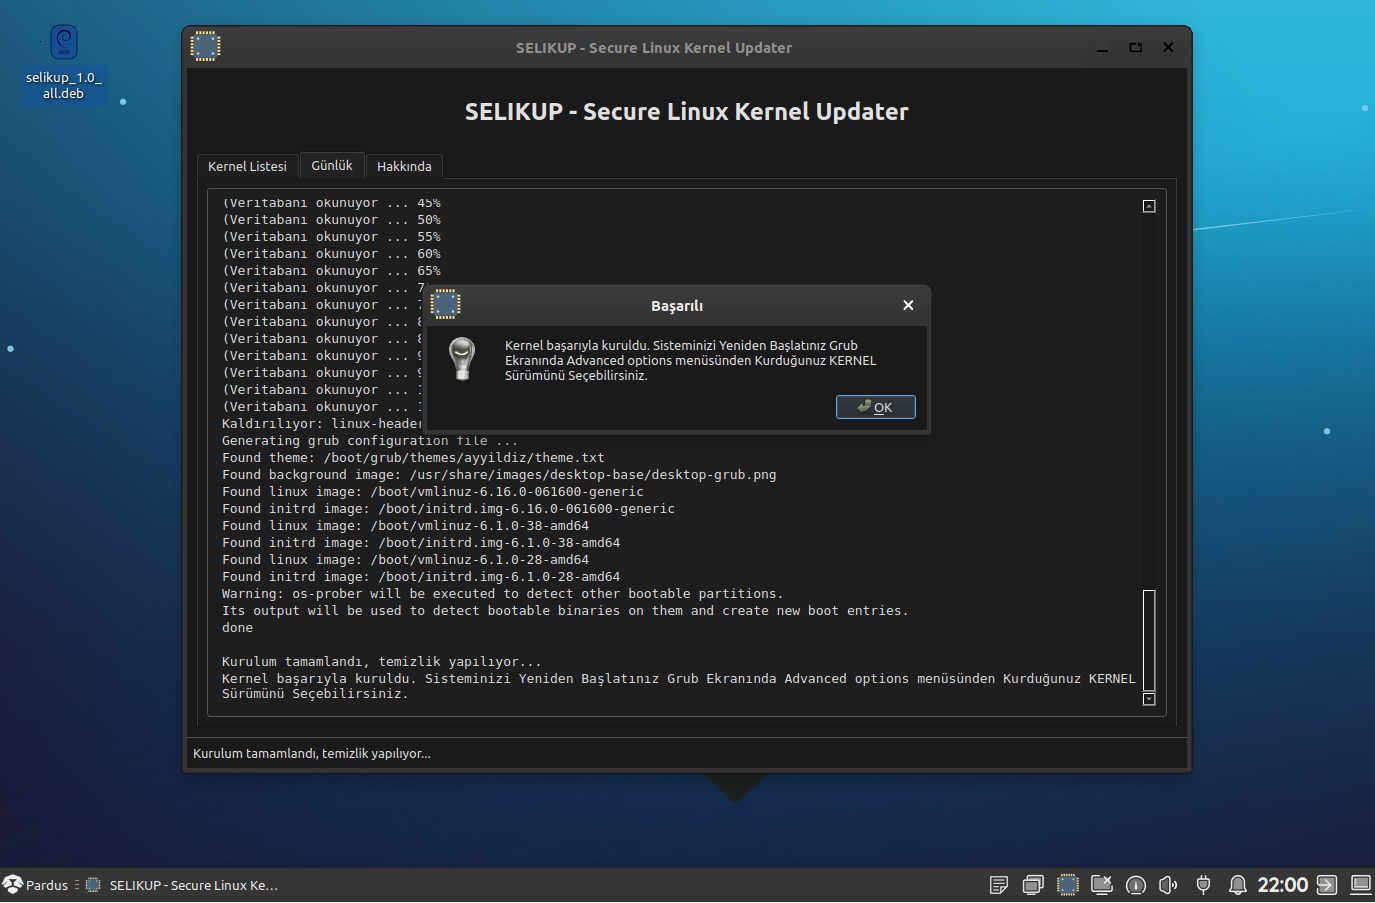 selikup_1.0_
all.deb
SELIKUP - Secure Linux Kernel Updater
SELIKUP - Secure Linux Kernel Updater
Kernel Listesi
Günlük
Hakkında
(Veritabanı okunuyor ... 45%
(Veritabanı okunuyor ... 50%
(Veritabanı okunuyor ... 55%
(Veritabanı okunuyor ... 60%
(Veritabanı okunuyor ... 65%
(Veritabanı okunuyor ... 7
(Veritabanı okunuyor ...
(Veritabanı okunuyor ... 8
(Veritabanı okunuyor ... 8
(Veritabanı okunuyor ... 9
(Veritabanı okunuyor ... 9
(Veritabanı okunuyor ... 1
(Veritabanı okunuyor ... 1
Kaldırılıyor: linux-header
Generating grub configuration file ...
Found theme: /boot/grub/themes/ayyildiz/theme.txt
Found background image: /usr/share/images/desktop-base/desktop-grub.png
Found linux image: /boot/vmlinuz-6.16.0-061600-generic
Found initrd image: /boot/initrd.img-6.16.0-061600-generic
Found linux image: /boot/vmlinuz-6.1.0-38-amd64
Found initrd image: /boot/initrd.img-6.1.0-38-amd64
Found linux image: /boot/vmlinuz-6.1.0-28-amd64
Found initrd image: /boot/initrd.img-6.1.0-28-amd64
Warning: os-prober will be executed to detect other bootable partitions.
Its output will be used to detect bootable binaries on them and create new boot entries.
done
Kurulum tamamlandı, temizlik yapılıyor...
Kernel başarıyla kuruldu. Sisteminizi Yeniden Başlatınız Grub Ekranında Advanced options menüsünden Kurduğunuz KERNEL
Sürümünü Seçebilirsiniz.
Başarılı
Kernel başarıyla kuruldu. Sisteminizi Yeniden Başlatınız Grub
Ekranında Advanced options menüsünden Kurduğunuz KERNEL
Sürümünü Seçebilirsiniz.
OK
Kurulum tamamlandı, temizlik yapılıyor...
Pardus
SELIKUP - Secure Linux Ke...
22:00